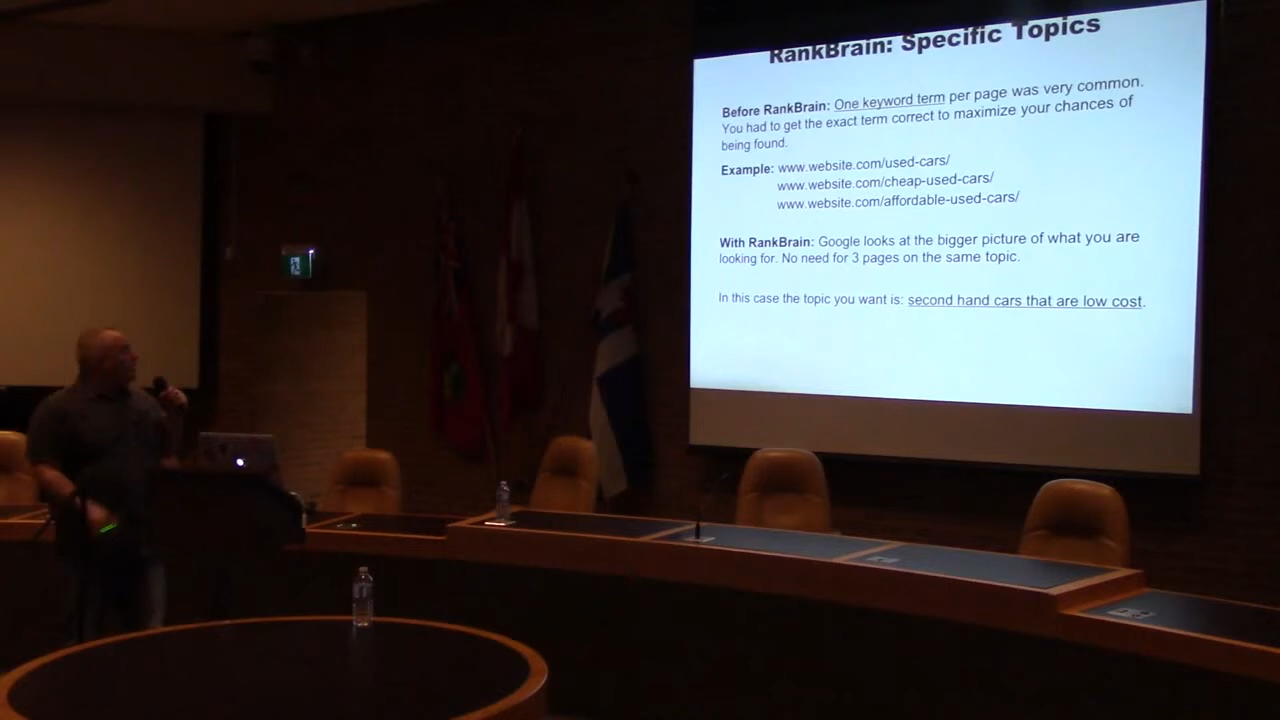 RankBrain: Specific Topics
Before RankBrain: One keyword term per page was very common.
You had to get the exact term correct to maximize your chances of
being found.
Example: www.website.com/used-cars/
www.website.com/cheap-used-cars/
www.website.com/affordable-used-cars/
With RankBrain: Google looks at the bigger picture of what you are
looking for. No need for 3 pages on the same topic.
In this case the topic you want is: second hand cars that are low cost.